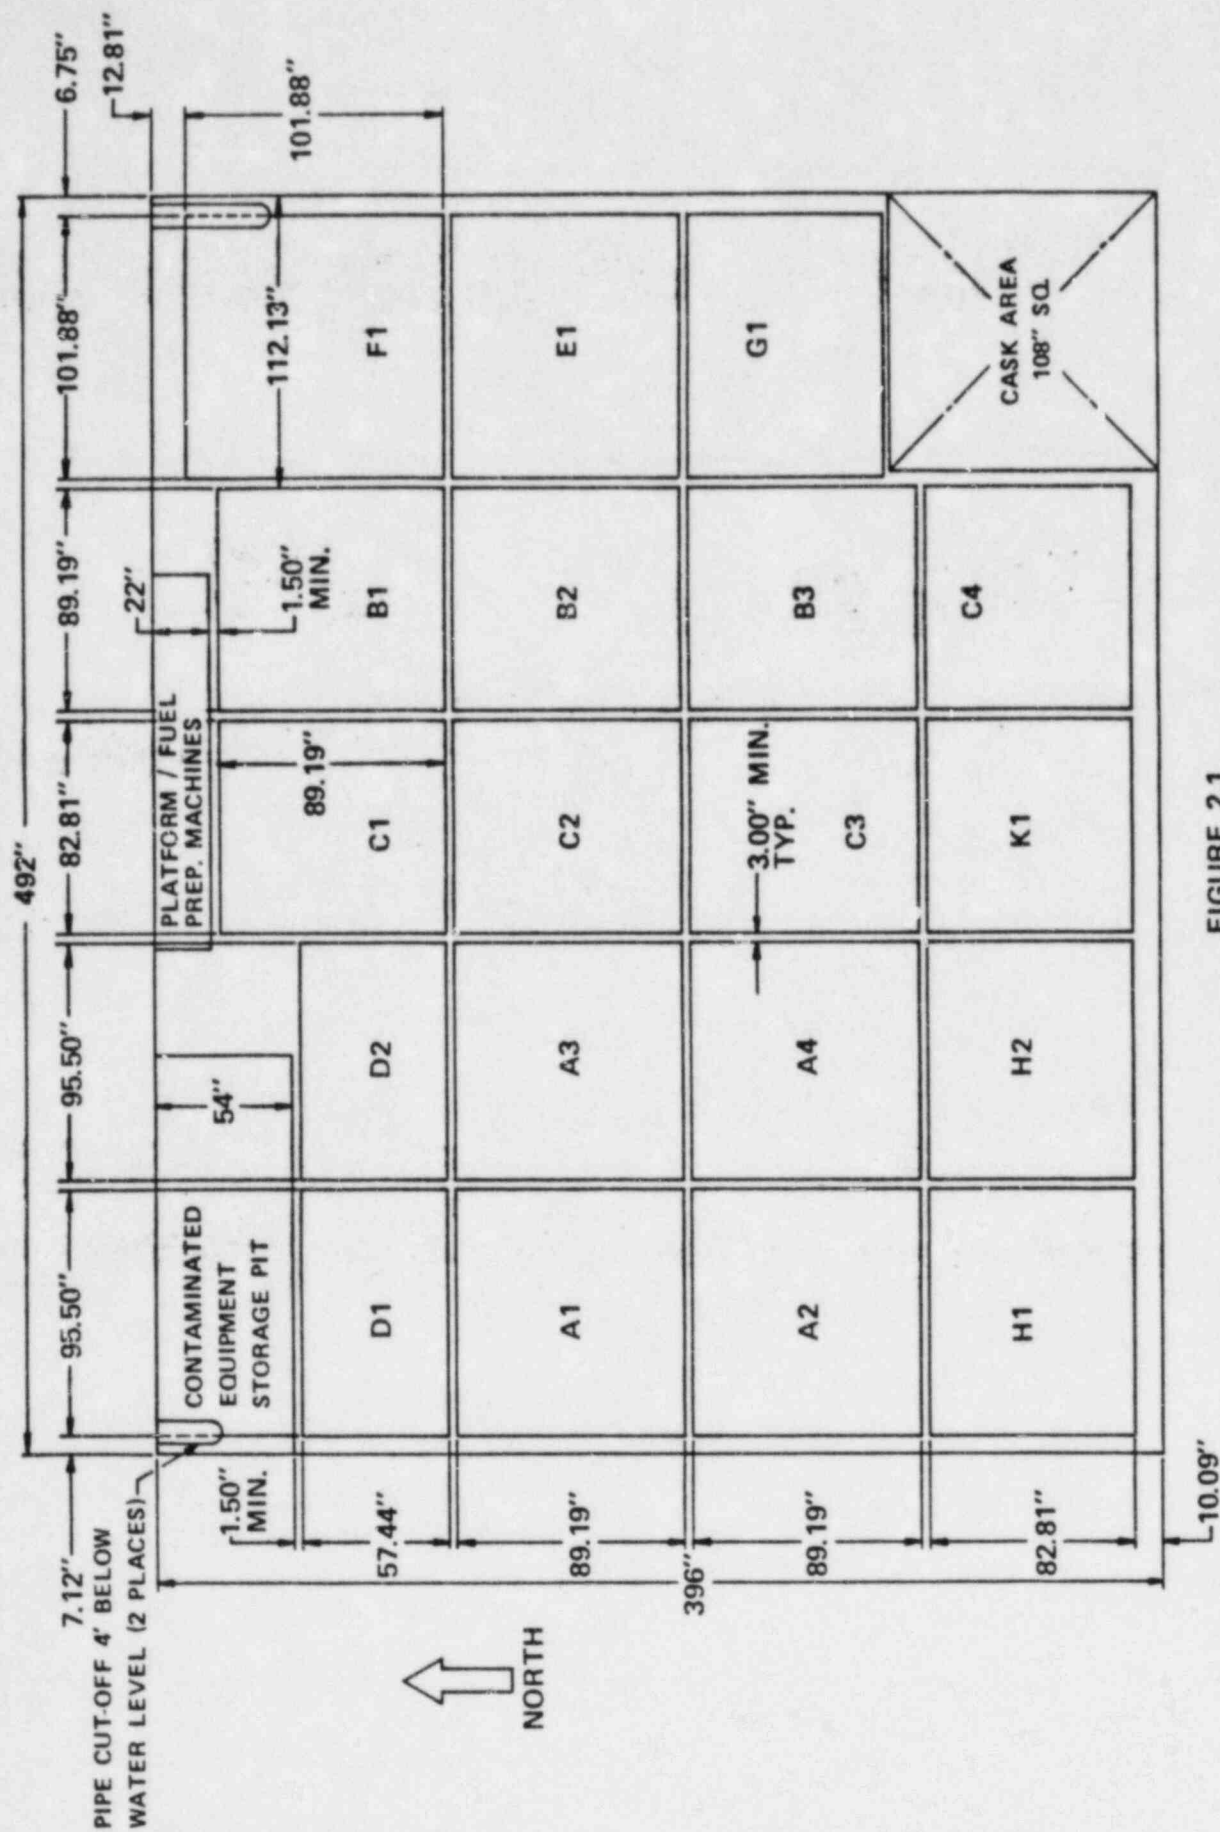 492"
7.12"
95.50"
95.50"
82.81"
89.19"
101.88"
6.75"
PIPE CUT-OFF 4' BELOW
WATER LEVEL (2 PLACES)
12.81"
CONTAMINATED
EQUIPMENT
STORAGE PIT
54"
PLATFORM / FUEL
PREP. MACHINES
22"
1.50"
MIN.
89.19"
1.50"
MIN.
112.13"
101.88"
57.44"
D1
D2
C1
B1
F1
89.19"
A1
A3
C2
B2
E1
396"
3.00" MIN.
TYP.
G1
89.19"
A2
A4
C3
B3
82.81"
H1
H2
K1
C4
CASK AREA
108" SQ.
10.09"
NORTH
FIGURE 2.1